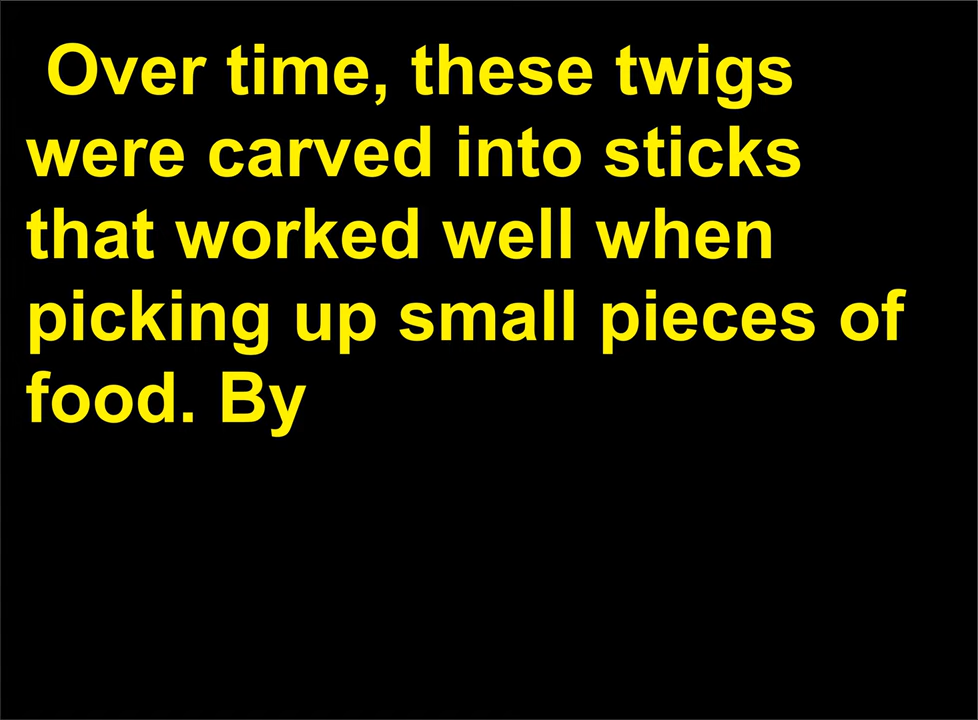 Over time, these twigs
were carved into sticks
that worked well when
picking up small pieces of
food. By